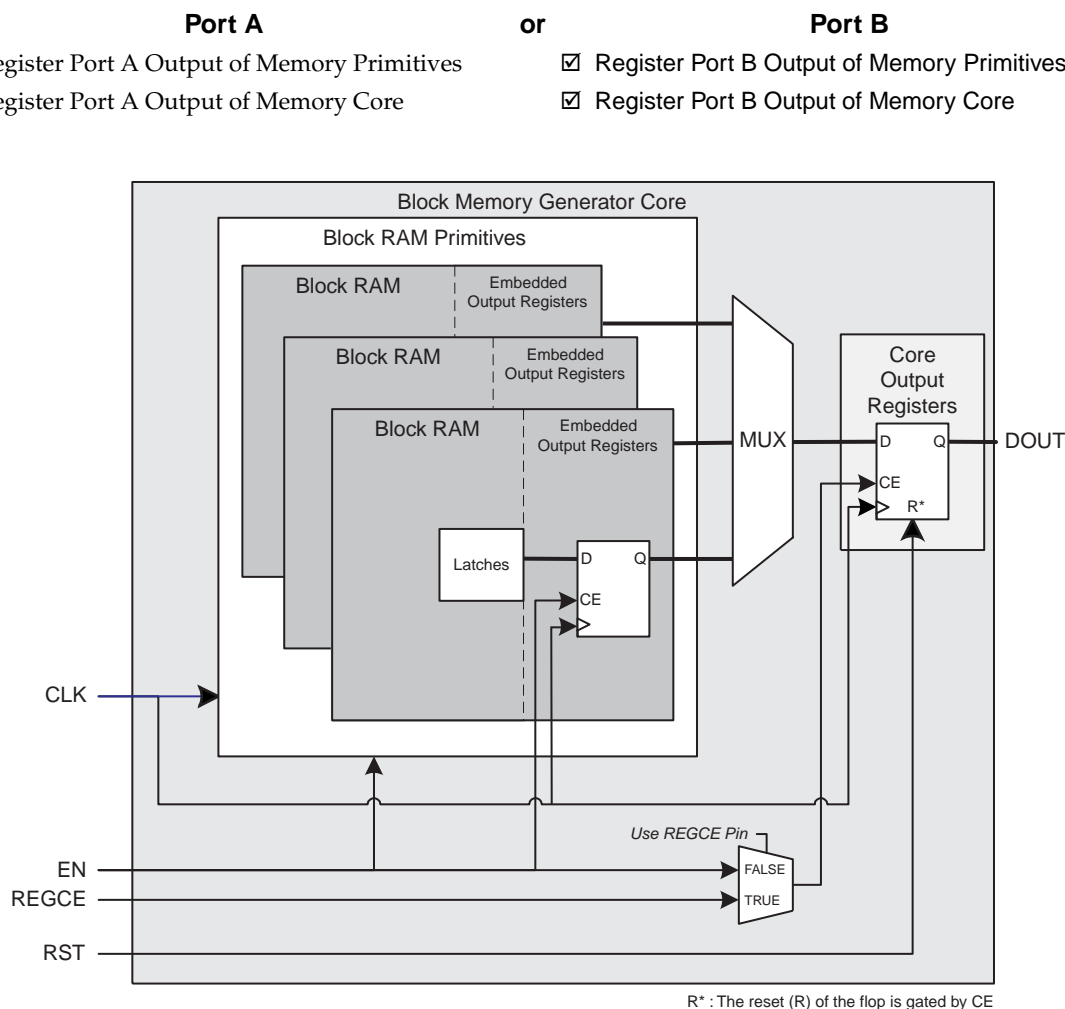 Port A or Port B
egister Port A Output of Memory Primitives ☑ Register Port B Output of Memory Primitives
egister Port A Output of Memory Core ☑ Register Port B Output of Memory Core
Block Memory Generator Core
Block RAM Primitives
Block RAM
Embedded
Output Registers
Block RAM
Embedded
Output Registers
Block RAM
Embedded
Output Registers
MUX
Core
Output
Registers
D Q
CE
R*
DOUT
Latches
D Q
CE
CLK
Use REGCE Pin
EN
FALSE
REGCE
TRUE
RST
R* : The reset (R) of the flop is gated by CE